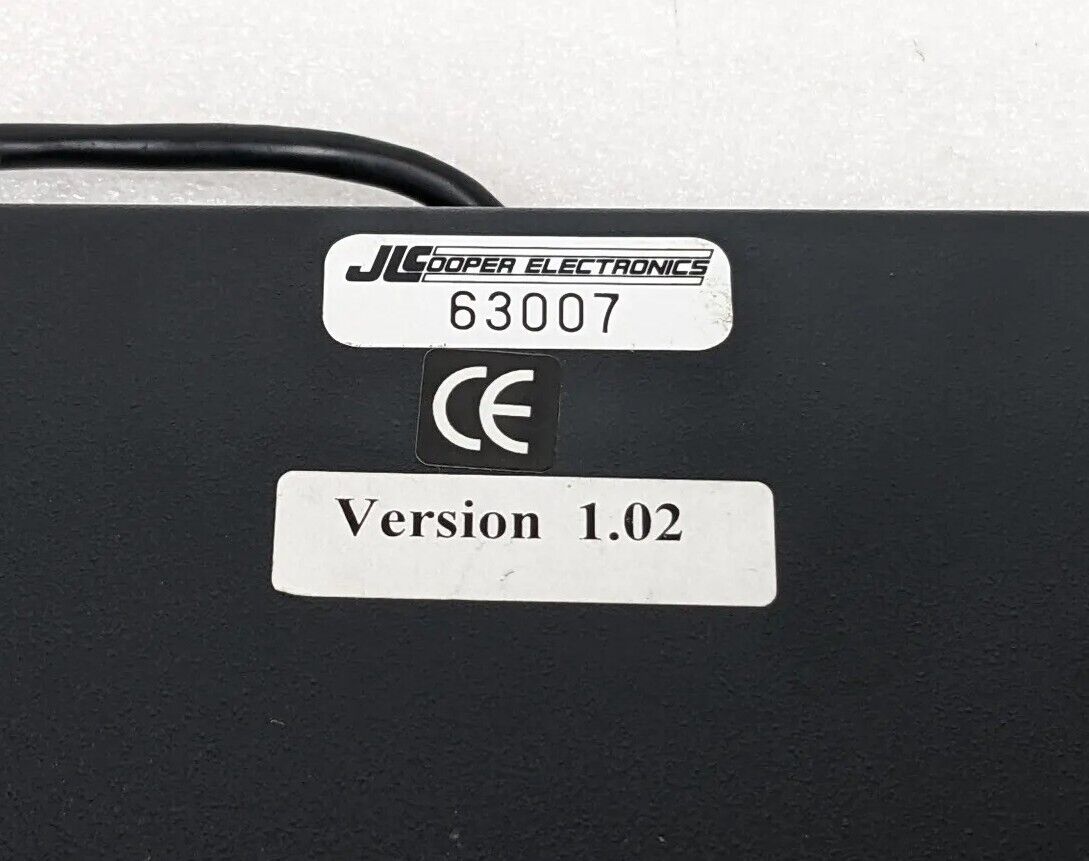 JLCOOPER ELECTRONICS
63007
CE
Version 1.02